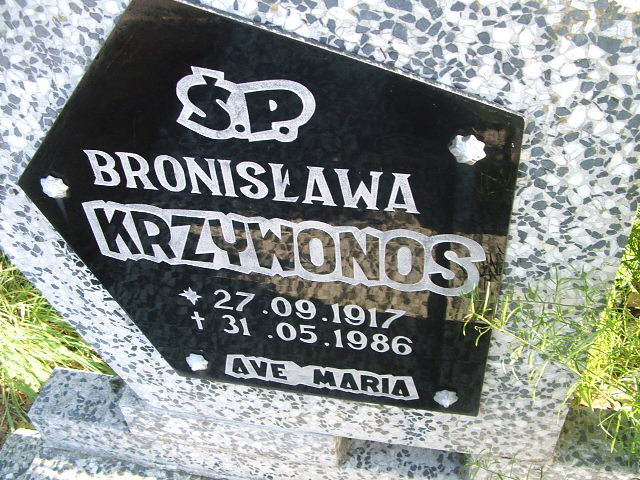 Ś.P.
BRONISŁAWA
KRZYWONOS
* 27.09.1917
✝ 31.05.1986
AVE MARIA